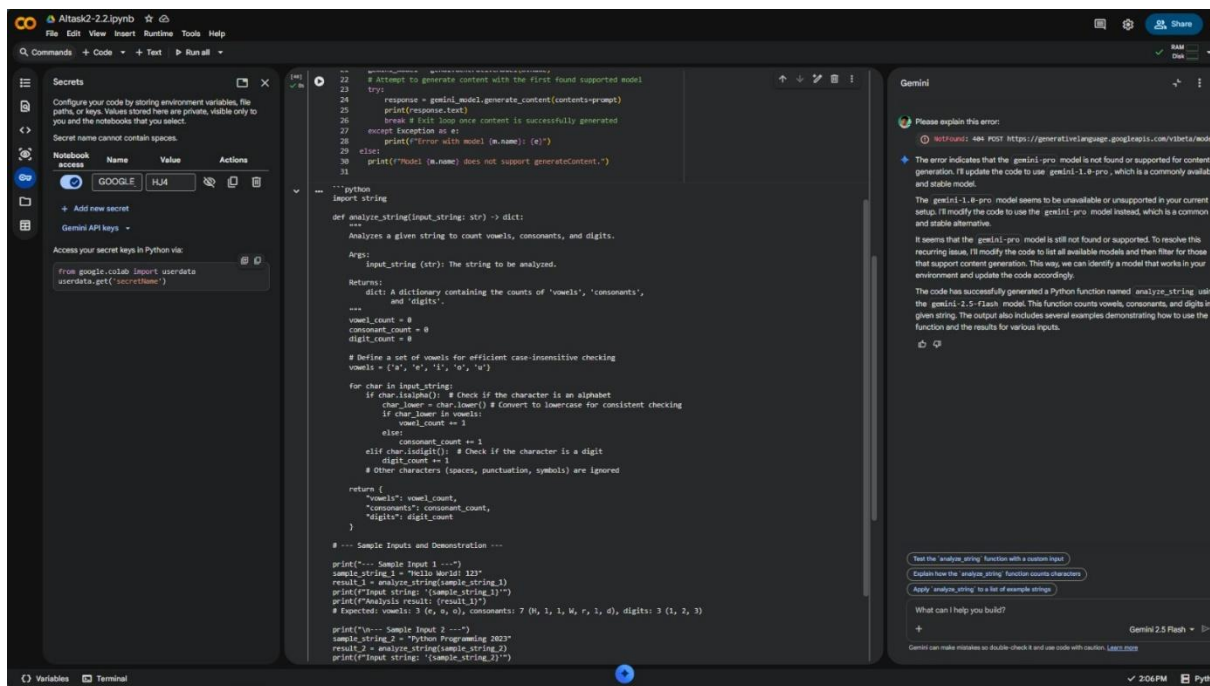 AItask2-2.2.ipynb
File Edit View Insert Runtime Tools Help
Share
Commands + Code + Text Run all
RAM
Disk
Secrets
Configure your code by storing environment variables, file
paths, or keys. Values stored here are private, visible only to
you and the notebooks that you select.
Secret name cannot contain spaces.
Notebook access Name Value Actions
GOOGLE_ HJ4
+ Add new secret
Gemini API keys
Access your secret keys in Python via:
from google.colab import userdata
userdata.get('secretName')
[40]
22 # Attempt to generate content with the first found supported model
23 try:
24 response = gemini_model.generate_content(contents=prompt)
25 print(response.text)
26 break # Exit loop once content is successfully generated
27 except Exception as e:
28 print(f"Error with model {m.name}: {e}")
29 else:
30 print(f"Model {m.name} does not support generateContent.")
31
```python
import string
def analyze_string(input_string: str) -> dict:
"""
Analyzes a given string to count vowels, consonants, and digits.
Args:
input_string (str): The string to be analyzed.
Returns:
dict: A dictionary containing the counts of 'vowels', 'consonants',
and 'digits'.
"""
vowel_count = 0
consonant_count = 0
digit_count = 0
# Define a set of vowels for efficient case-insensitive checking
vowels = {'a', 'e', 'i', 'o', 'u'}
for char in input_string:
if char.isalpha(): # Check if the character is an alphabet
char_lower = char.lower() # Convert to lowercase for consistent checking
if char_lower in vowels:
vowel_count += 1
else:
consonant_count += 1
elif char.isdigit(): # Check if the character is a digit
digit_count += 1
# Other characters (spaces, punctuation, symbols) are ignored
return {
"vowels": vowel_count,
"consonants": consonant_count,
"digits": digit_count
}
# --- Sample Inputs and Demonstration ---
print("--- Sample Input 1 ---")
sample_string_1 = "Hello World! 123"
result_1 = analyze_string(sample_string_1)
print(f"Input string: '{sample_string_1}'")
print(f"Analysis result: {result_1}")
# Expected: vowels: 3 (e, o, o), consonants: 7 (H, l, l, W, r, l, d), digits: 3 (1, 2, 3)
print("\n--- Sample Input 2 ---")
sample_string_2 = "Python Programming 2023"
result_2 = analyze_string(sample_string_2)
print(f"Input string: '{sample_string_2}'")
Gemini
Please explain this error:
NotFound: 404 POST https://generativelanguage.googleapis.com/v1beta/mode
The error indicates that the gemini-pro model is not found or supported for content
generation. I'll update the code to use gemini-1.0-pro, which is a commonly availab
and stable model.
The gemini-1.0-pro model seems to be unavailable or unsupported in your current
setup. I'll modify the code to use the gemini-pro model instead, which is a common
and stable alternative.
It seems that the gemini-pro model is still not found or supported. To resolve this
recurring issue, I'll modify the code to list all available models and then filter for those
that support content generation. This way, we can identify a model that works in your
environment and update the code accordingly.
The code has successfully generated a Python function named analyze_string usi
the gemini-2.5-flash model. This function counts vowels, consonants, and digits in
given string. The output also includes several examples demonstrating how to use the
function and the results for various inputs.
Test the `analyze_string` function with a custom input
Explain how the `analyze_string` function counts characters
Apply `analyze_string` to a list of example strings
What can I help you build?
Gemini 2.5 Flash
Gemini can make mistakes so double-check it and use code with caution. Learn more
Variables Terminal
2:06 PM Pyth